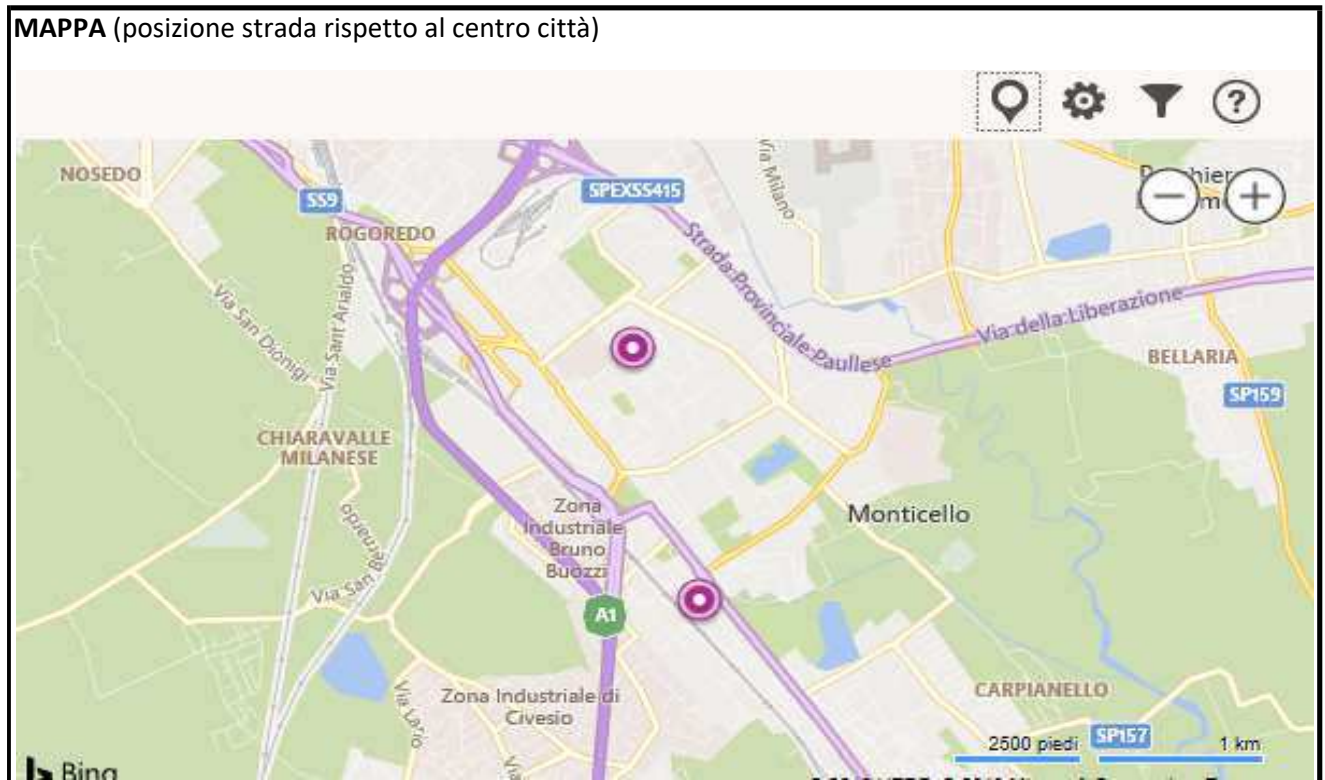 MAPPA (posizione strada rispetto al centro città)
?
NOSEDO
SS9
SPEXSS415
Via Milano
ROGOREDO
Strada Provinciale Paullese
Via della Liberazione
Via San Dionigi
Via Sant Arialdo
BELLARIA
SP159
CHIARAVALLE
MILANESE
Zona
Industriale
Bruno
Buozzi
Monticello
Via San Bernardo
A1
Via Lario
Zona Industriale di
Civesio
Via
CARPIANELLO
2500 piedi
SP157
1 km
Bing